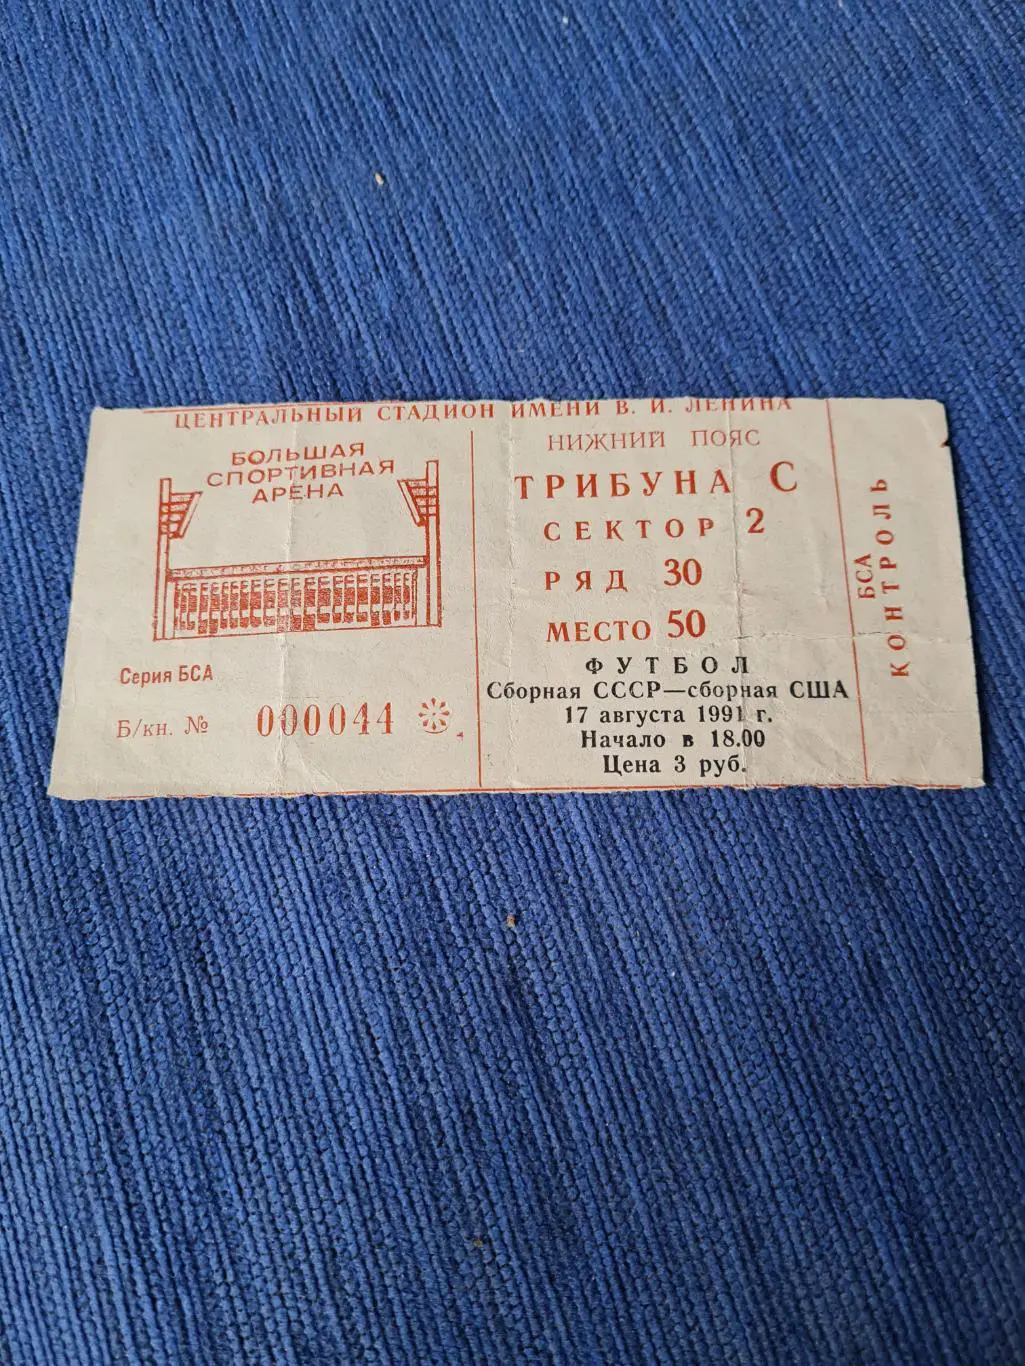 ЦЕНТРАЛЬНЫЙ СТАДИОН ИМЕНИ В. И. ЛЕНИНА
БОЛЬШАЯ
СПОРТИВНАЯ
АРЕНА
Серия БСА
Б/кн. № 000044
НИЖНИЙ ПОЯС
ТРИБУНА С
СЕКТОР 2
РЯД 30
МЕСТО 50
ФУТБОЛ
Сборная СССР—сборная США
17 августа 1991 г.
Начало в 18.00
Цена 3 руб.
БСА
КОНТРОЛЬ